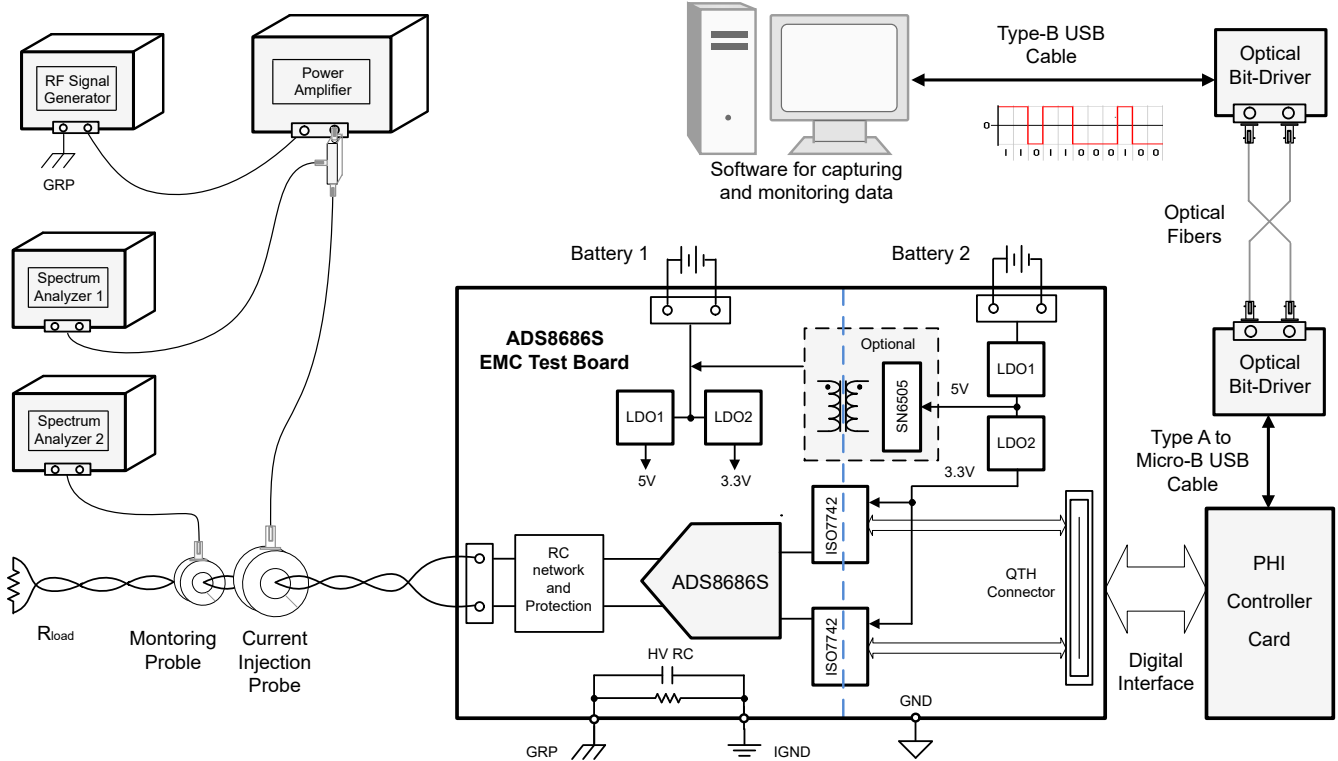 RF Signal
Generator
GRP
Power
Amplifier
Spectrum
Analyzer 1
Spectrum
Analyzer 2
Rload
Montoring
Proble
Current
Injection
Probe
Software for capturing
and monitoring data
Type-B USB
Cable
0
1 1 0 1 1 0 0 0 1 0 0
Optical
Bit-Driver
Optical
Fibers
Optical
Bit-Driver
Type A to
Micro-B USB
Cable
PHI
Controller
Card
Digital
Interface
Battery 1
Battery 2
ADS8686S
EMC Test Board
LDO1
LDO2
5V
3.3V
Optional
SN6505
5V
LDO1
LDO2
3.3V
RC
network
and
Protection
ADS8686S
ISO7742
ISO7742
QTH
Connector
HV RC
GRP
IGND
GND